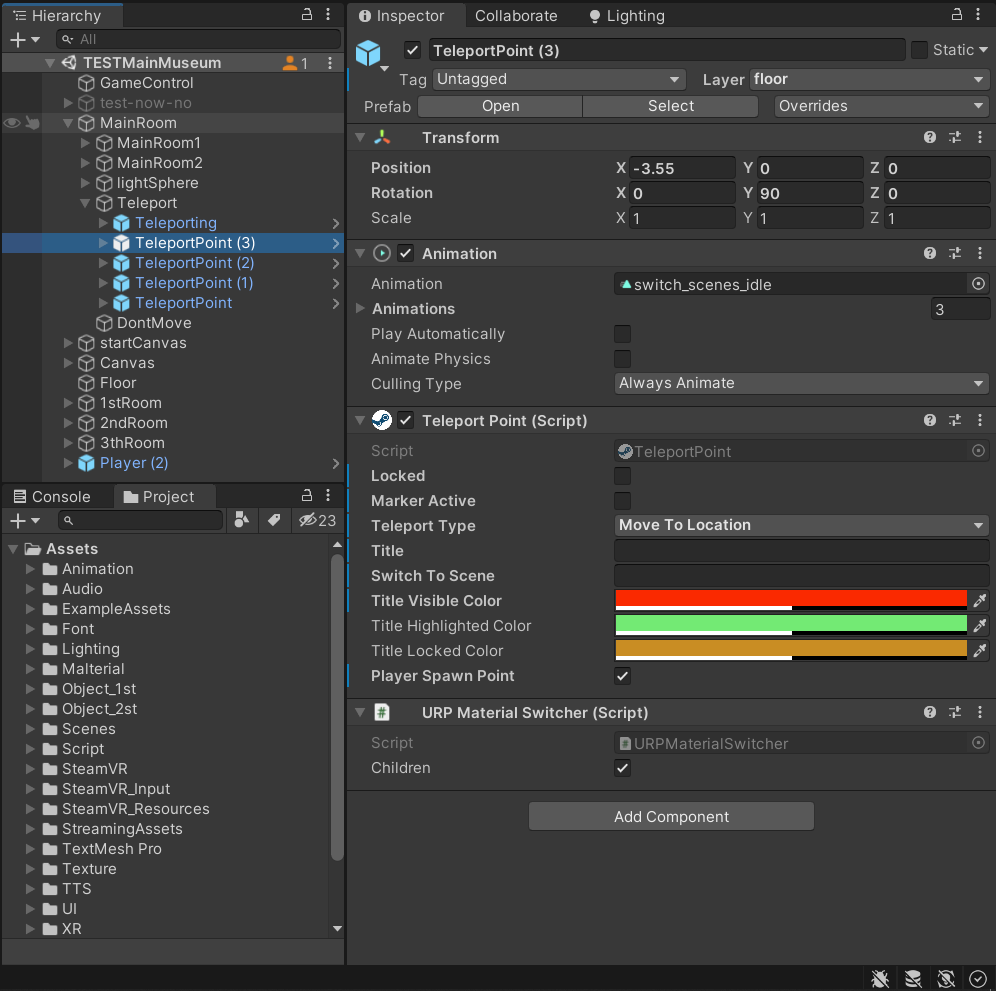 Hierarchy
All
TESTMainMuseum 1
GameControl
test-now-no
MainRoom
MainRoom1
MainRoom2
lightSphere
Teleport
Teleporting
TeleportPoint (3)
TeleportPoint (2)
TeleportPoint (1)
TeleportPoint
DontMove
startCanvas
Canvas
Floor
1stRoom
2ndRoom
3thRoom
Player (2)
Console Project
23
Assets
Animation
Audio
ExampleAssets
Font
Lighting
Malterial
Object_1st
Object_2st
Scenes
Script
SteamVR
SteamVR_Input
SteamVR_Resources
StreamingAssets
TextMesh Pro
Texture
TTS
UI
XR
Inspector Collaborate Lighting
TeleportPoint (3) Static
Tag Untagged Layer floor
Prefab Open Select Overrides
Transform
Position X -3.55 Y 0 Z 0
Rotation X 0 Y 90 Z 0
Scale X 1 Y 1 Z 1
Animation
Animation switch_scenes_idle
Animations 3
Play Automatically
Animate Physics
Culling Type Always Animate
Teleport Point (Script)
Script TeleportPoint
Locked
Marker Active
Teleport Type Move To Location
Title
Switch To Scene
Title Visible Color
Title Highlighted Color
Title Locked Color
Player Spawn Point
# URP Material Switcher (Script)
Script # URPMaterialSwitcher
Children
Add Component